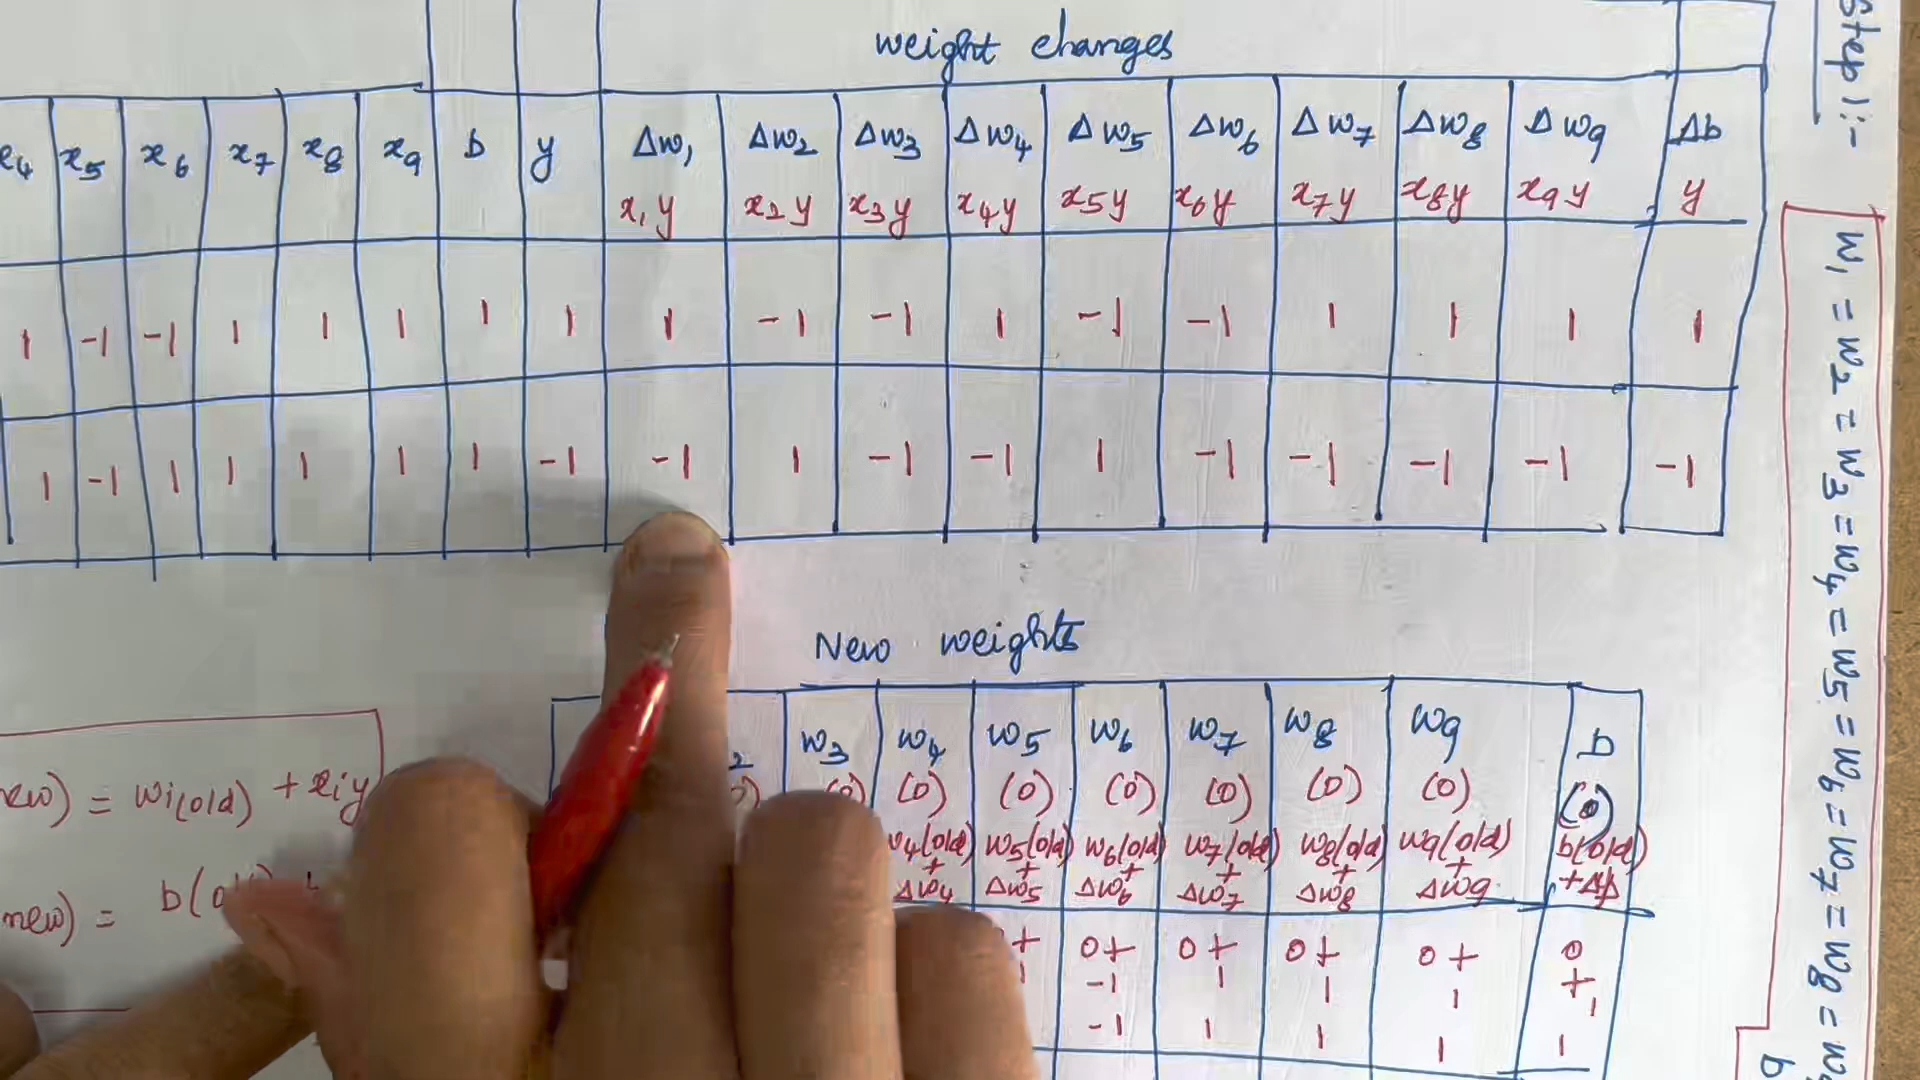 weight changes
x4 x5 x6 x7 x8 x9 b y Δw1 Δw2 Δw3 Δw4 Δw5 Δw6 Δw7 Δw8 Δw9 Δb
x1y x2y x3y x4y x5y x6y x7y x8y x9y y
1 -1 -1 1 1 1 1 1 1 -1 -1 1 -1 -1 1 1 1 1
1 -1 1 1 1 1 1 -1 -1 1 -1 -1 1 -1 -1 -1 -1 -1
New weights
2 w3 w4 w5 w6 w7 w8 w9 b
(0) (0) (0) (0) (0) (0) (0) (0)
w4(old) w5(old) w6(old) w7(old) w8(old) w9(old) b(old)
+ + + + + +
Δw4 Δw5 Δw6 Δw7 Δw8 Δw9 +Δb
+ 0+ 0+ 0+ 0+ 0
1 -1 1 1 1 +1
-1 1 1 1 1
new) = wi(old) + xiy
new) = b(
Step 1:-
w1 = w2 = w3 = w4 = w5 = w6 = w7 = w8 = w9
b